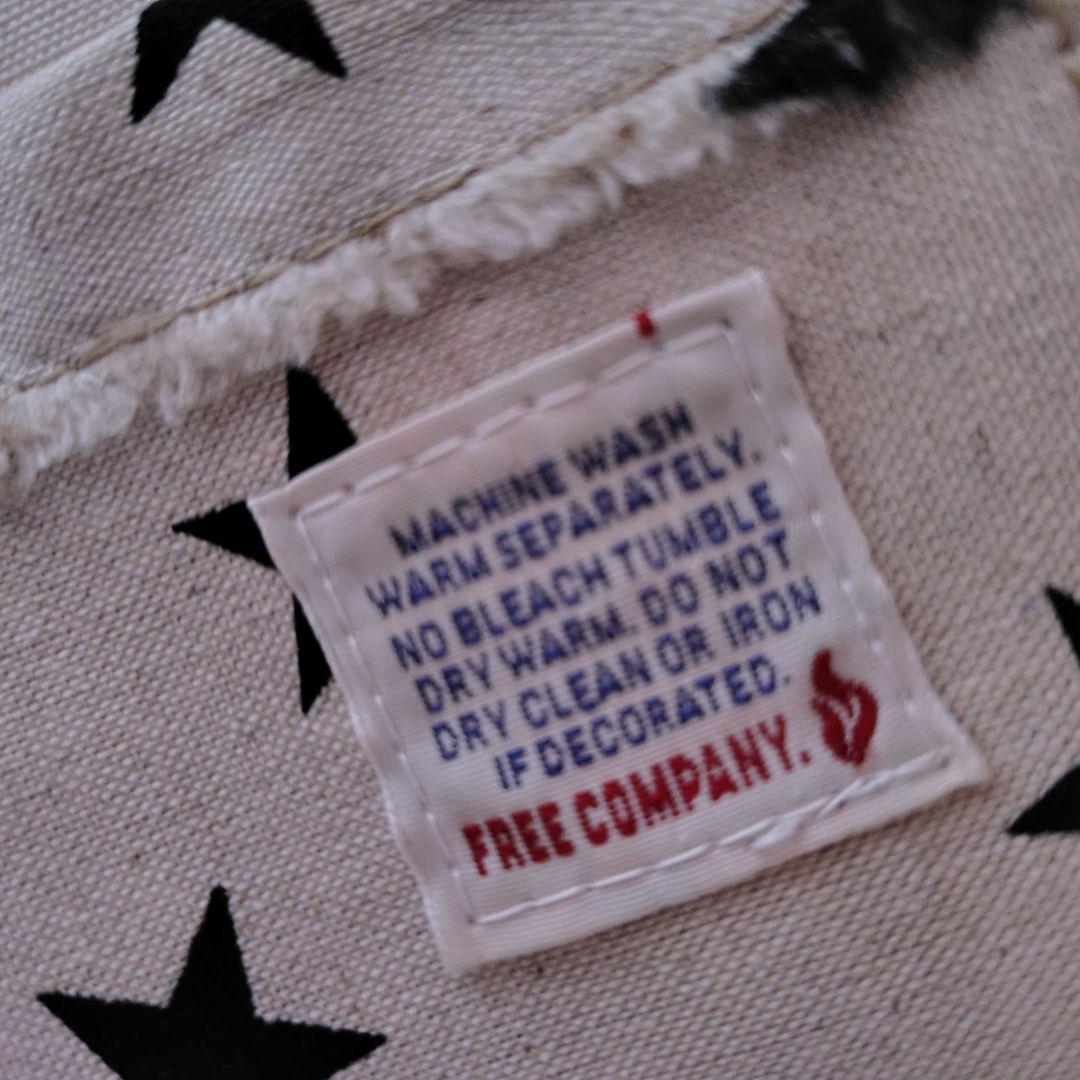 MACHINE WASH
WARM SEPARATELY.
NO BLEACH TUMBLE
DRY WARM. DO NOT
DRY CLEAN OR IRON
IF DECORATED.
FREE COMPANY.